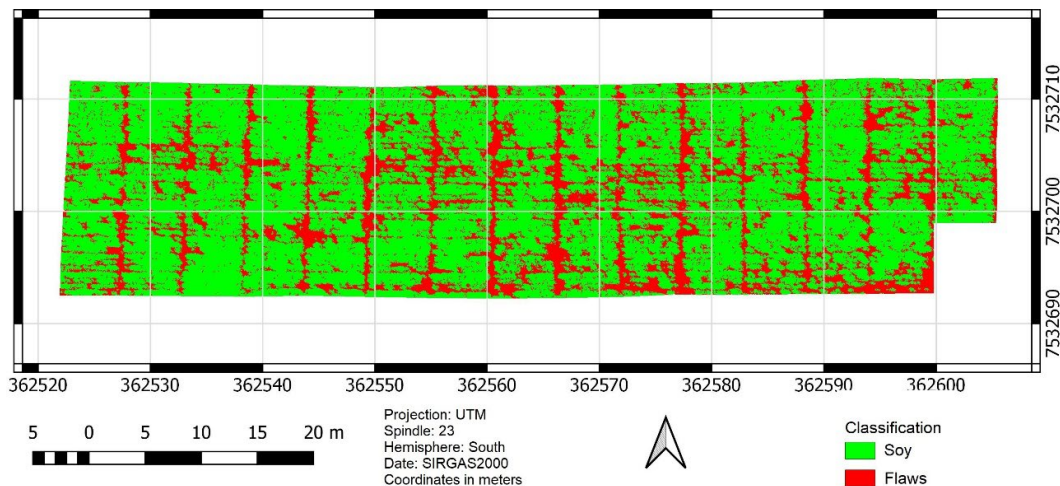 7532710
7532700
7532690
362520 362530 362540 362550 362560 362570 362580 362590 362600
5 0 5 10 15 20 m
Projection: UTM
Spindle: 23
Hemisphere: South
Date: SIRGAS2000
Coordinates in meters
Classification
Soy
Flaws